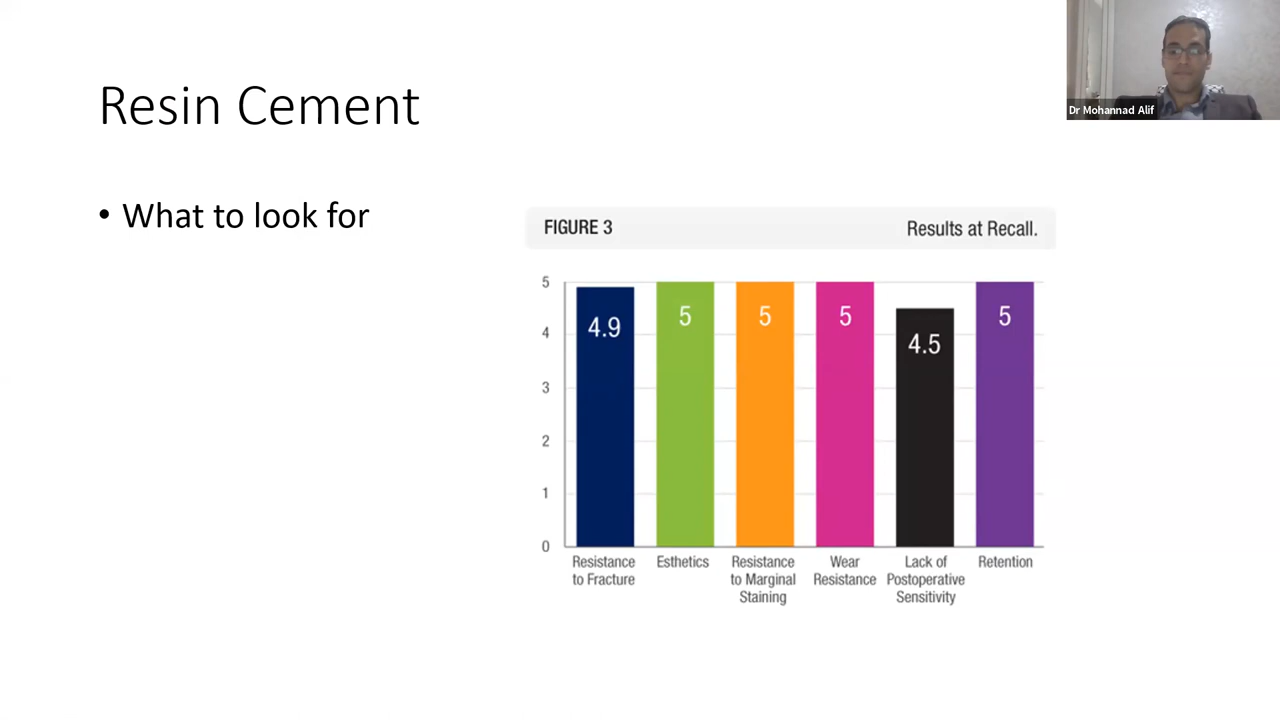 Resin Cement
Dr Mohannad Alif
• What to look for
FIGURE 3
Results at Recall.
5
4
3
2
1
0
4.9
5
5
5
4.5
5
Resistance
to Fracture
Esthetics
Resistance
to Marginal
Staining
Wear
Resistance
Lack of
Postoperative
Sensitivity
Retention